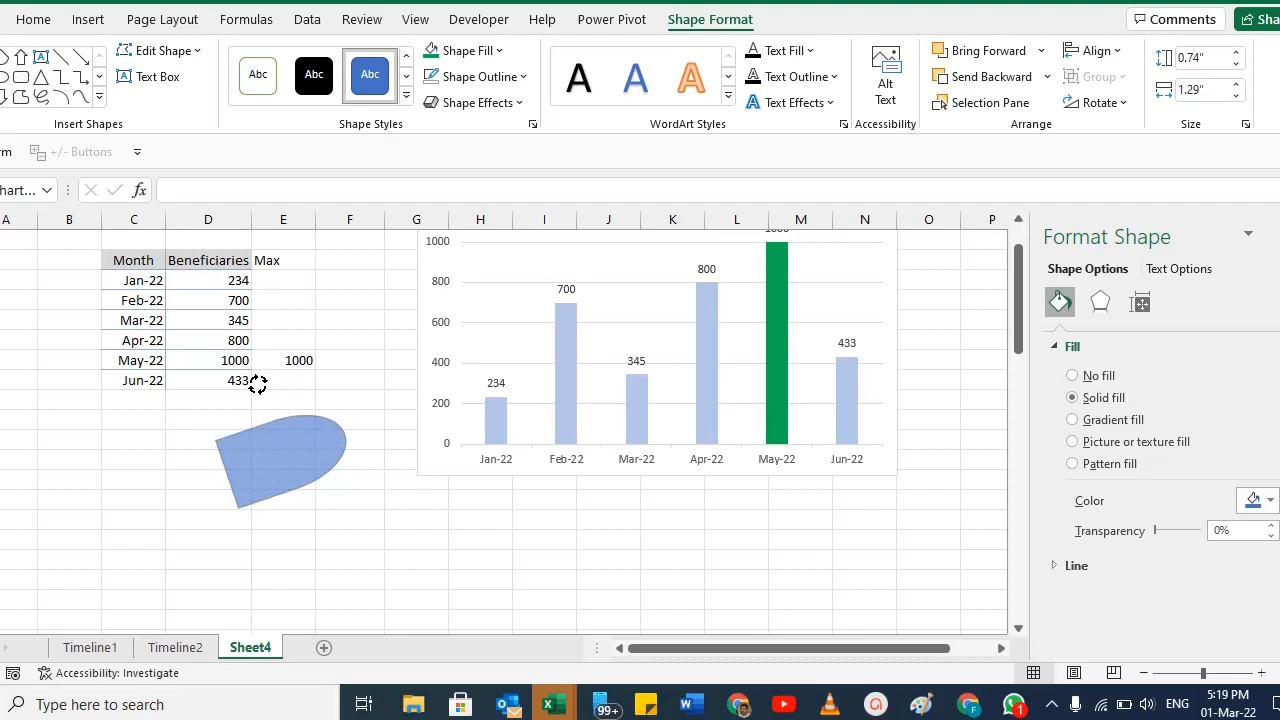 Home Insert Page Layout Formulas Data Review View Developer Help Power Pivot Shape Format Comments Sha
Edit Shape Abc Abc Abc Shape Fill A A A Text Fill Alt Text Bring Forward Align 0.74"
Text Box Shape Outline Text Outline Send Backward Group 1.29"
Shape Effects Text Effects Selection Pane Rotate
Insert Shapes Shape Styles WordArt Styles Accessibility Arrange Size
rm +/- Buttons
hart... fx
A B C D E F G H I J K L M N O P
Format Shape
Shape Options Text Options
Month Beneficiaries Max
Jan-22 234
Feb-22 700
Mar-22 345
Apr-22 800
May-22 1000 1000
Jun-22 433
1000
800
600
400
200
0
234 700 345 800 1000 433
Jan-22 Feb-22 Mar-22 Apr-22 May-22 Jun-22
Fill
No fill
Solid fill
Gradient fill
Picture or texture fill
Pattern fill
Color
Transparency 0%
Line
Timeline1 Timeline2 Sheet4
Accessibility: Investigate
Type here to search 99+ 1 ENG 5:19 PM
01-Mar-22